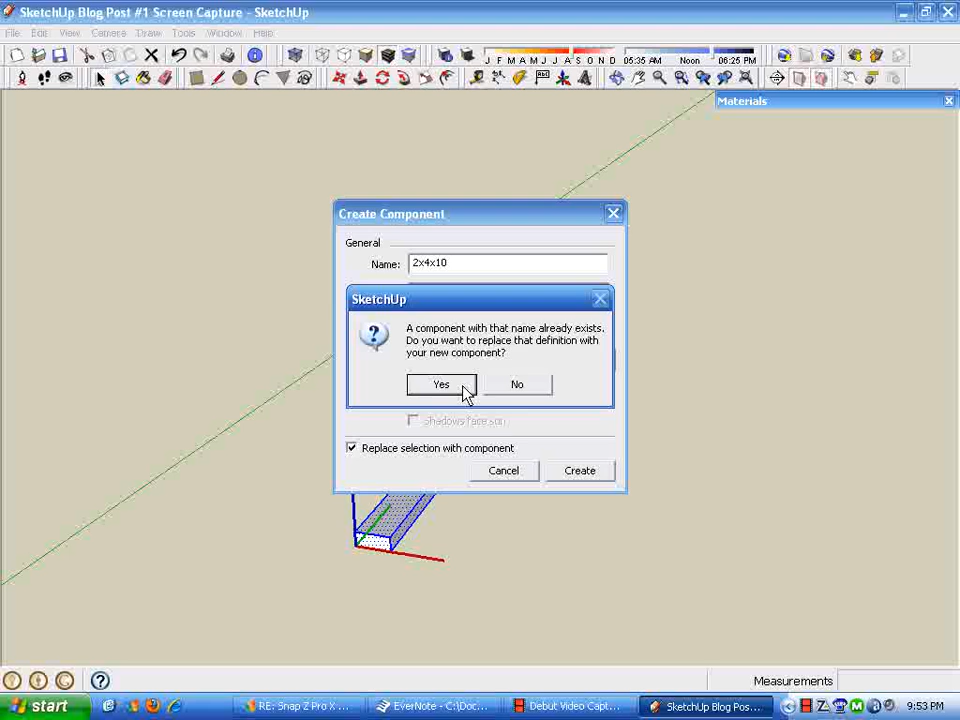 SketchUp Blog Post #1 Screen Capture - SketchUp
File Edit View Camera Draw Tools Window Help
J F M A M J J A S O N D 05:35 AM Noon 06:25 PM
Materials
Create Component
General
Name: 2x4x10
SketchUp
A component with that name already exists.
Do you want to replace that definition with
your new component?
Yes No
Shadows face sun
Replace selection with component
Cancel Create
Measurements
start RE: Snap Z Pro X ... EverNote - C:\Doc... Debut Video Capt... SketchUp Blog Pos... 9:53 PM